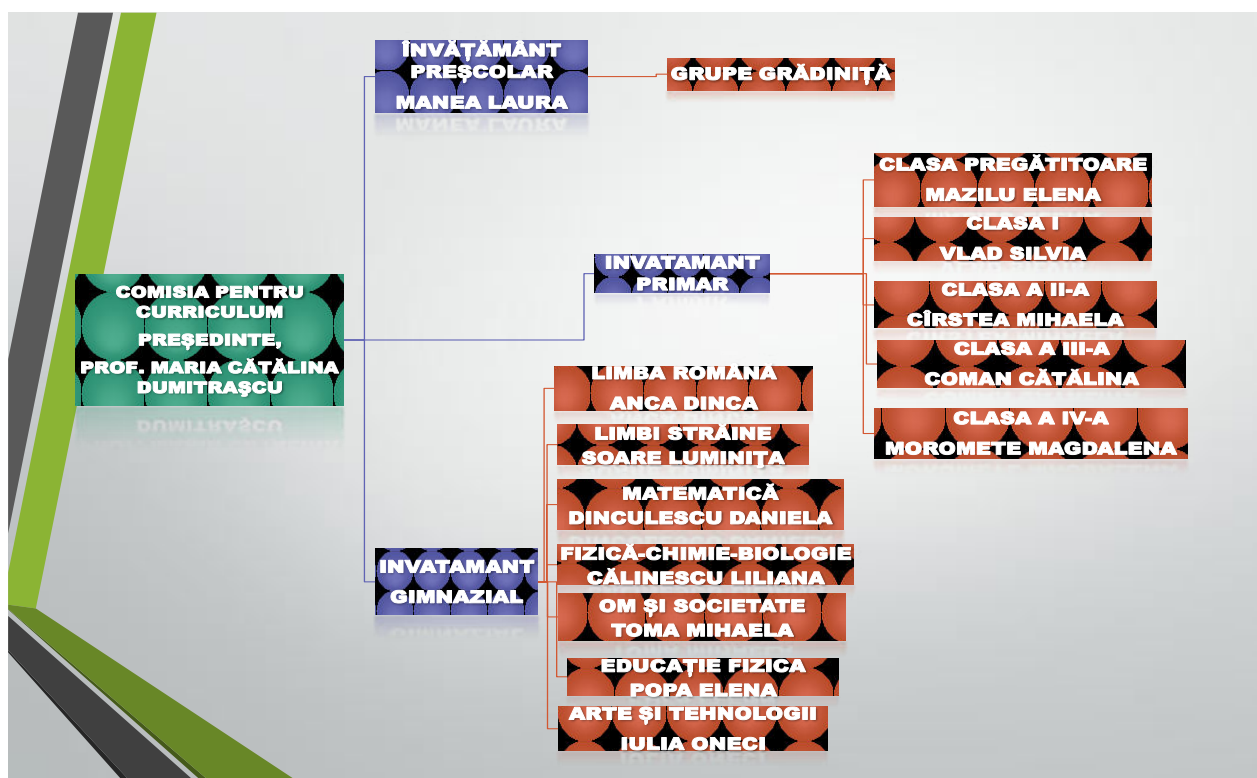 ÎNVĂȚĂMÂNT
PREȘCOLAR
MANEA LAURA
GRUPE GRĂDINIȚĂ
COMISIA PENTRU
CURRICULUM
PREȘEDINTE,
PROF. MARIA CĂTĂLINA
DUMITRAȘCU
INVATAMANT
PRIMAR
CLASA PREGĂTITOARE
MAZILU ELENA
CLASA I
VLAD SILVIA
CLASA A II-A
CÎRSTEA MIHAELA
CLASA A III-A
COMAN CĂTĂLINA
CLASA A IV-A
MOROMETE MAGDALENA
INVATAMANT
GIMNAZIAL
LIMBA ROMANA
ANCA DINCA
LIMBI STRĂINE
SOARE LUMINIŢA
MATEMATICĂ
DINCULESCU DANIELA
FIZICĂ-CHIMIE-BIOLOGIE
CĂLINESCU LILIANA
OM ȘI SOCIETATE
TOMA MIHAELA
EDUCAȚIE FIZICA
POPA ELENA
ARTE ȘI TEHNOLOGII
IULIA ONECI